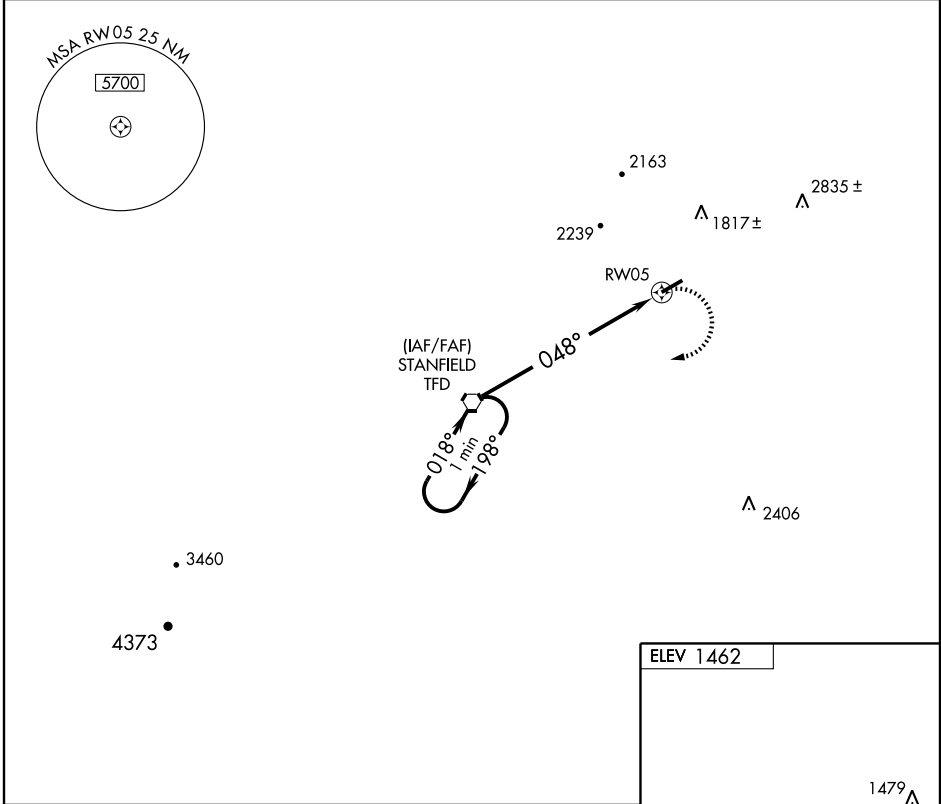 MSA RW05 25 NM
5700
2163
2835 ±
1817 ±
2239
RW05
048°
(IAF/FAF)
STANFIELD
TFD
018°
1 min
198°
2406
3460
4373
ELEV 1462
1479